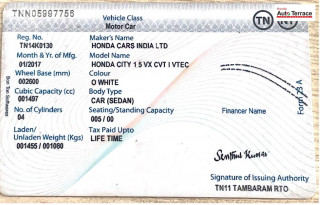 TNN05997756
Vehicle Class
Motor Car
Auto Terrace
TN
Reg. No.
TN14K0130
Maker's Name
HONDA CARS INDIA LTD
Month & Yr. of Mfg.
01/2017
Model Name
HONDA CITY 1 5 VX CVT I VTEC
Wheel Base (mm)
002600
Colour
O WHITE
Cubic Capacity (cc)
001497
Body Type
CAR (SEDAN)
No. of Cylinders
04
Seating/Standing Capacity
005 / 00
Financer Name
Laden/
Unladen Weight (Kgs)
001455 / 001080
Tax Paid Upto
LIFE TIME
Form 23 A
Senthil Kumar
Signature of Issuing Authority
TN11 TAMBARAM RTO